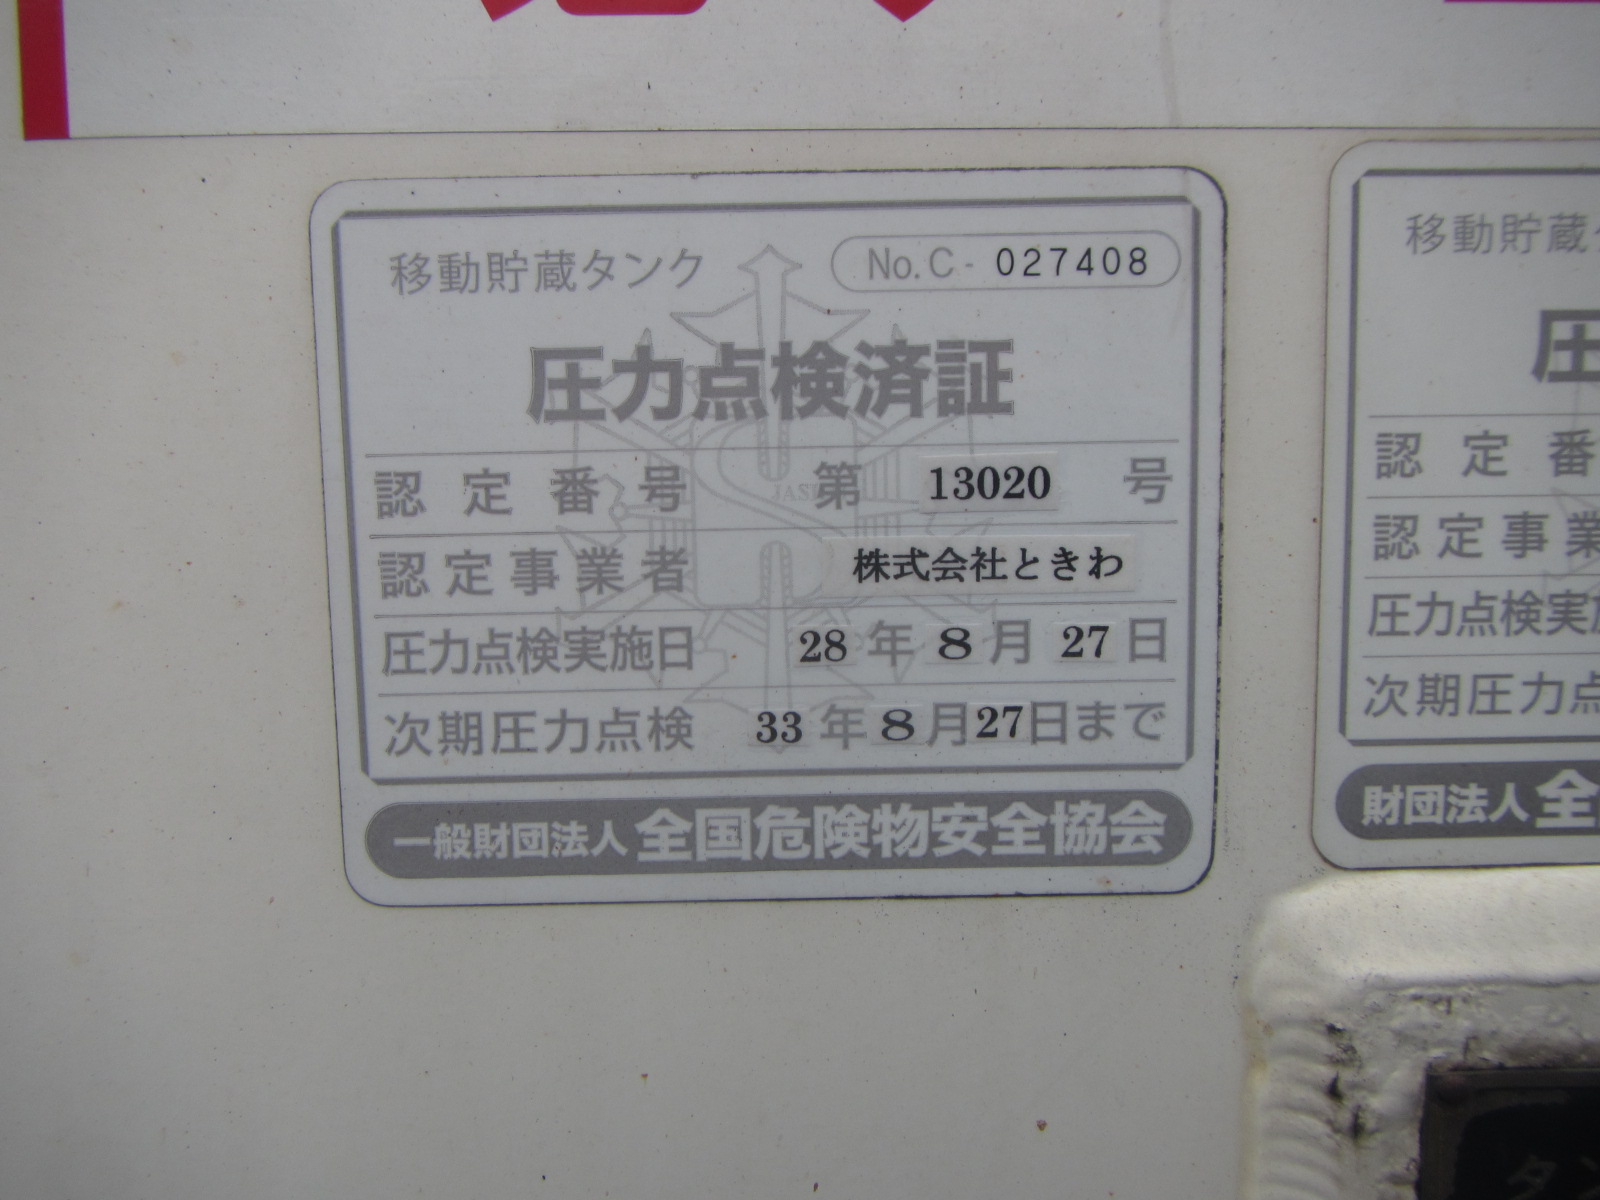 移動貯蔵タンク
No.C- 027408
圧力点検済証
認定番号 第 13020 号
認定事業者 株式会社ときわ
圧力点検実施日 28 年 8 月 27 日
次期圧力点検 33 年 8 月 27 日まで
一般財団法人 全国危険物安全協会
移動貯蔵
圧
認定番
認定事業
圧力点検実施
次期圧力点
財団法人 全